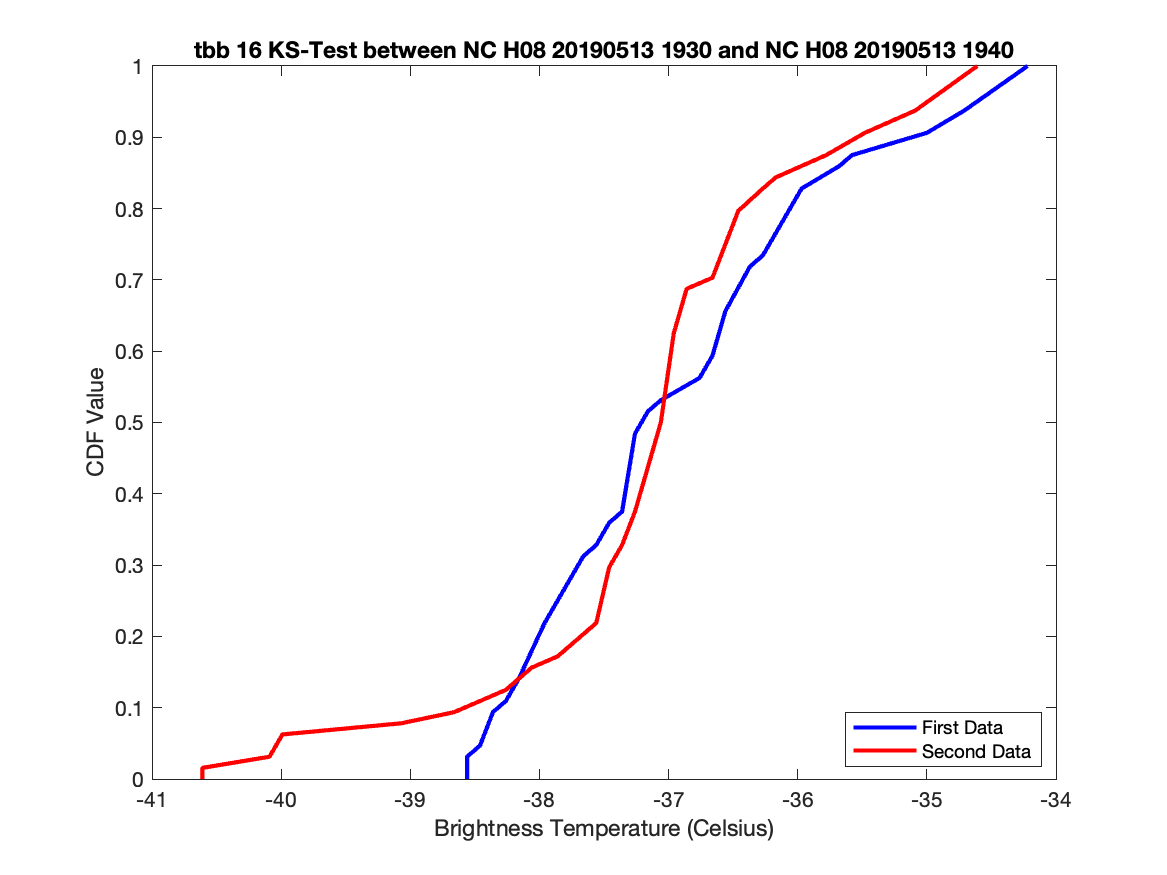 tbb 16 KS-Test between NC H08 20190513 1930 and NC H08 20190513 1940
1
0.9
0.8
0.7
0.6
0.5
0.4
0.3
0.2
0.1
0
CDF Value
First Data
Second Data
-41 -40 -39 -38 -37 -36 -35 -34
Brightness Temperature (Celsius)